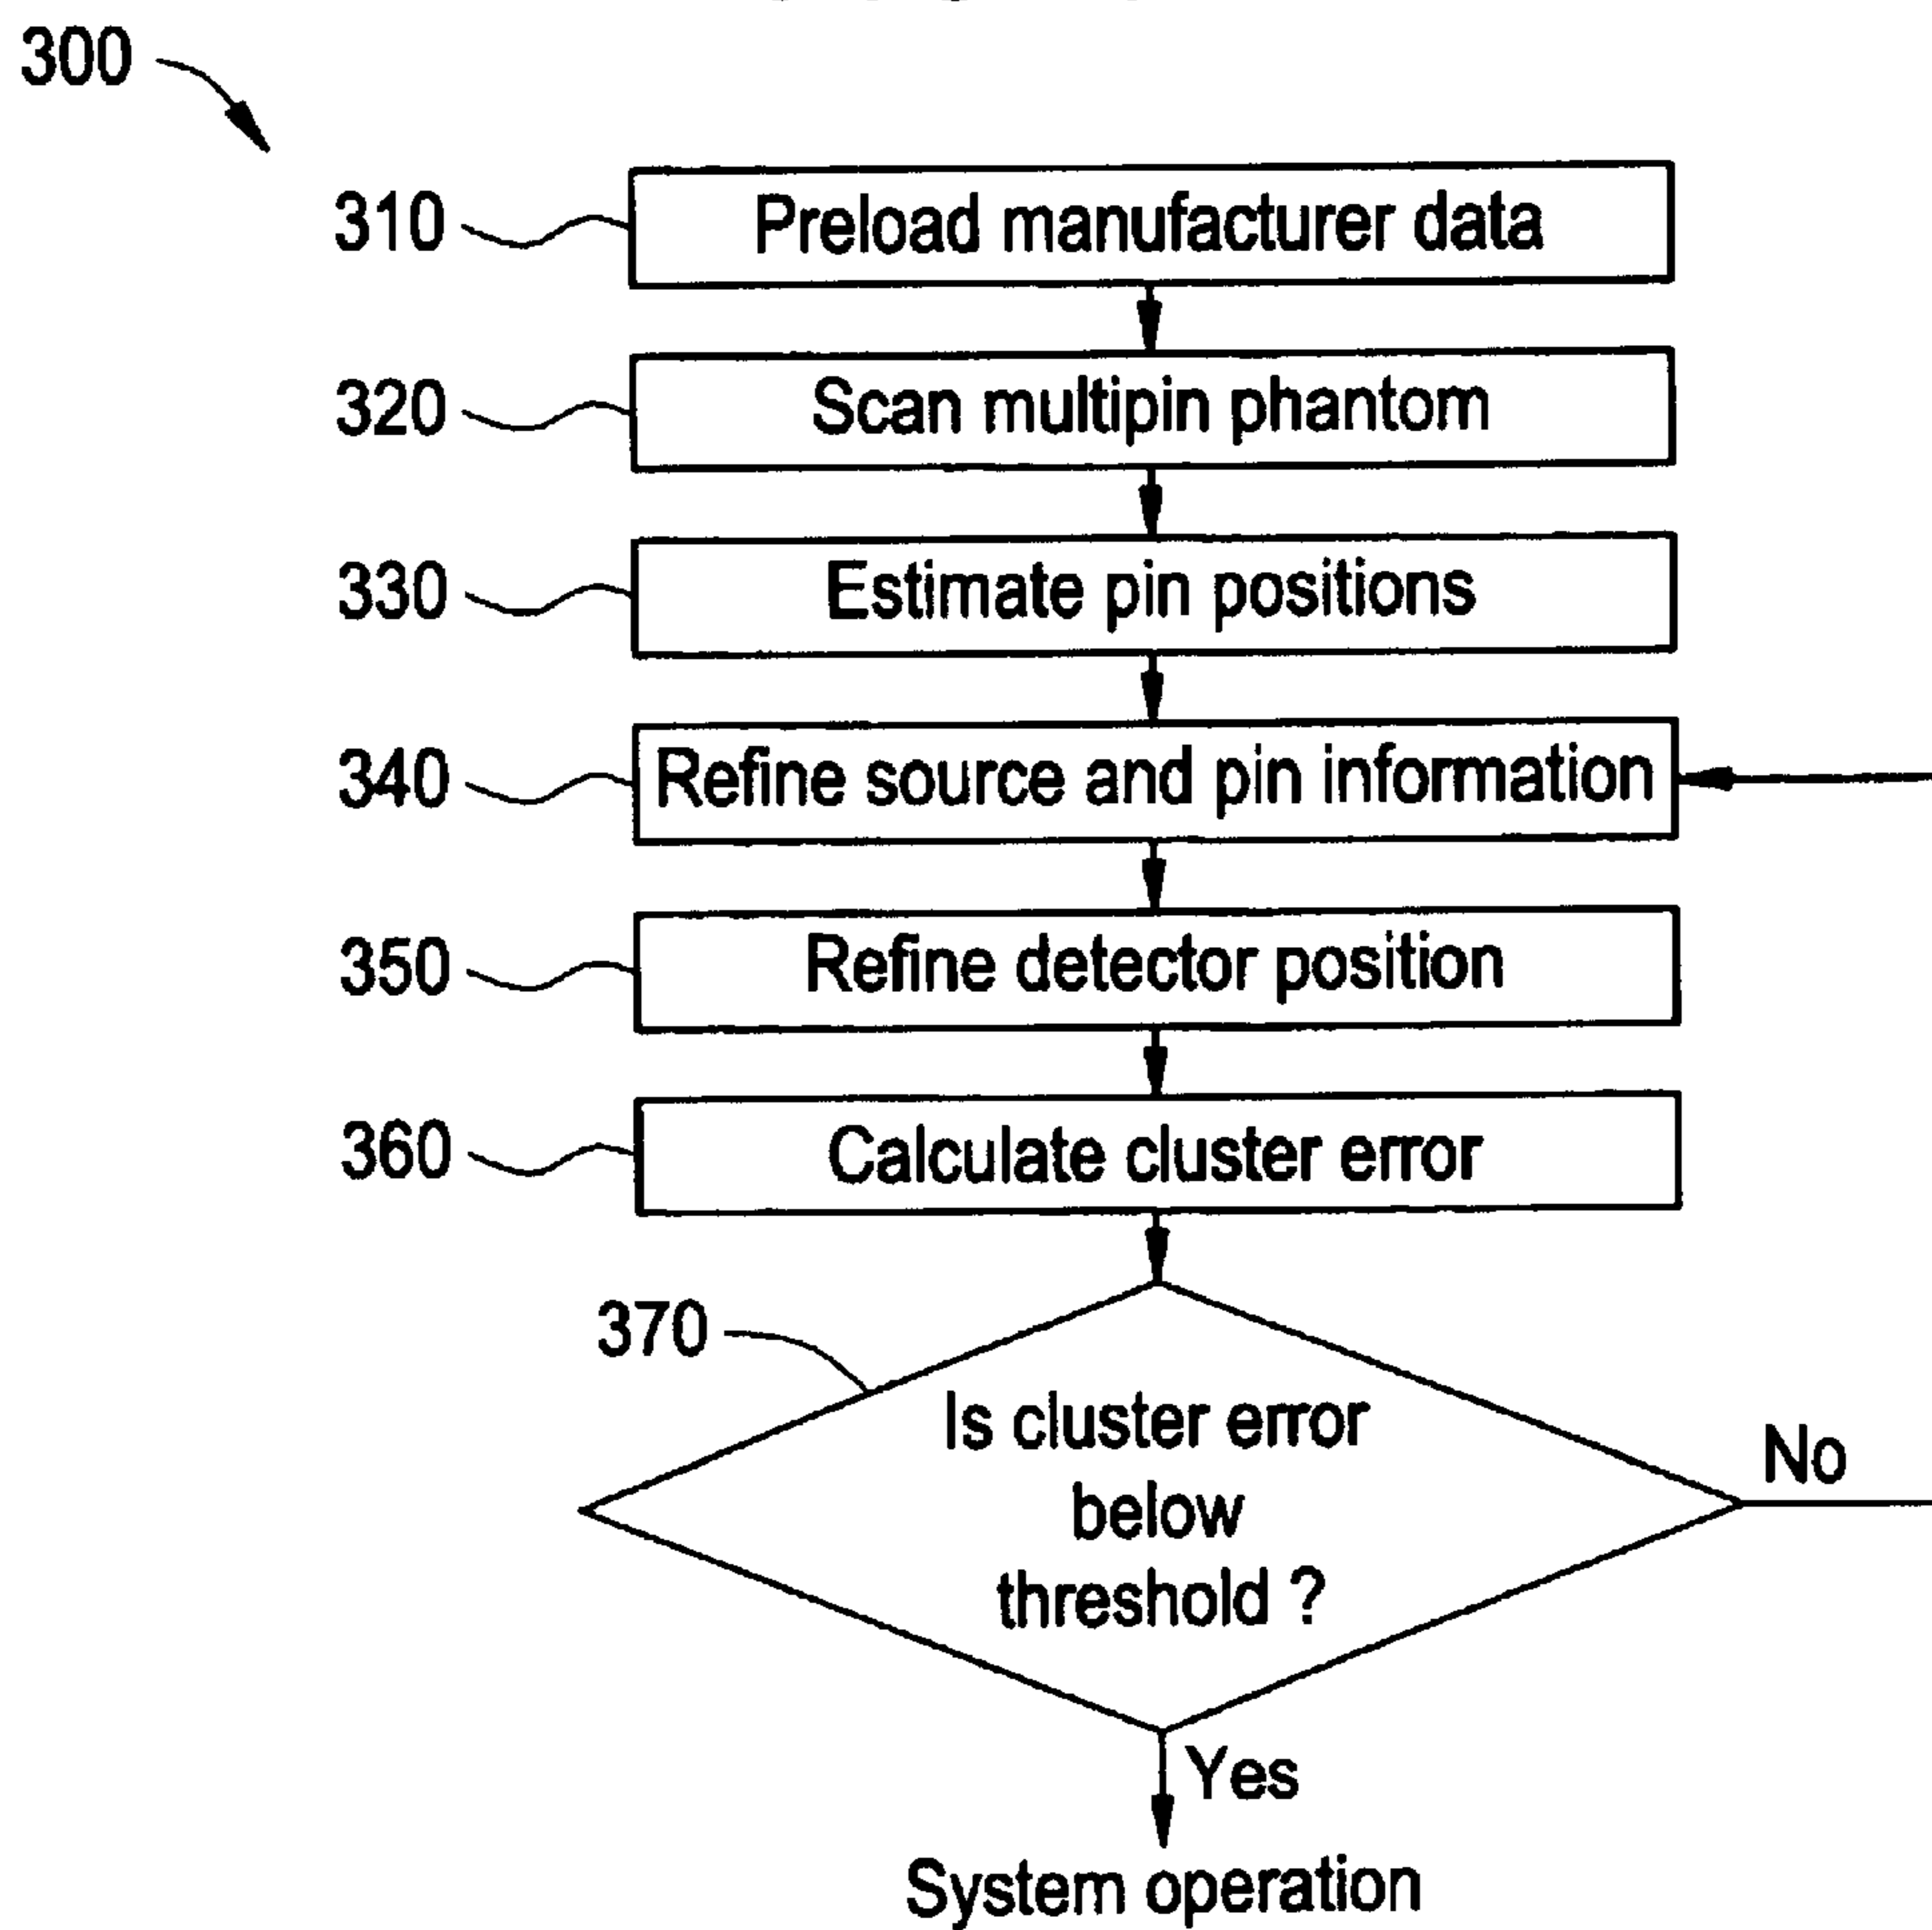 300
310 Preload manufacturer data
320 Scan multipin phantom
330 Estimate pin positions
340 Refine source and pin information
350 Refine detector position
360 Calculate cluster error
370
Is cluster error
below
threshold ?
No
Yes
System operation